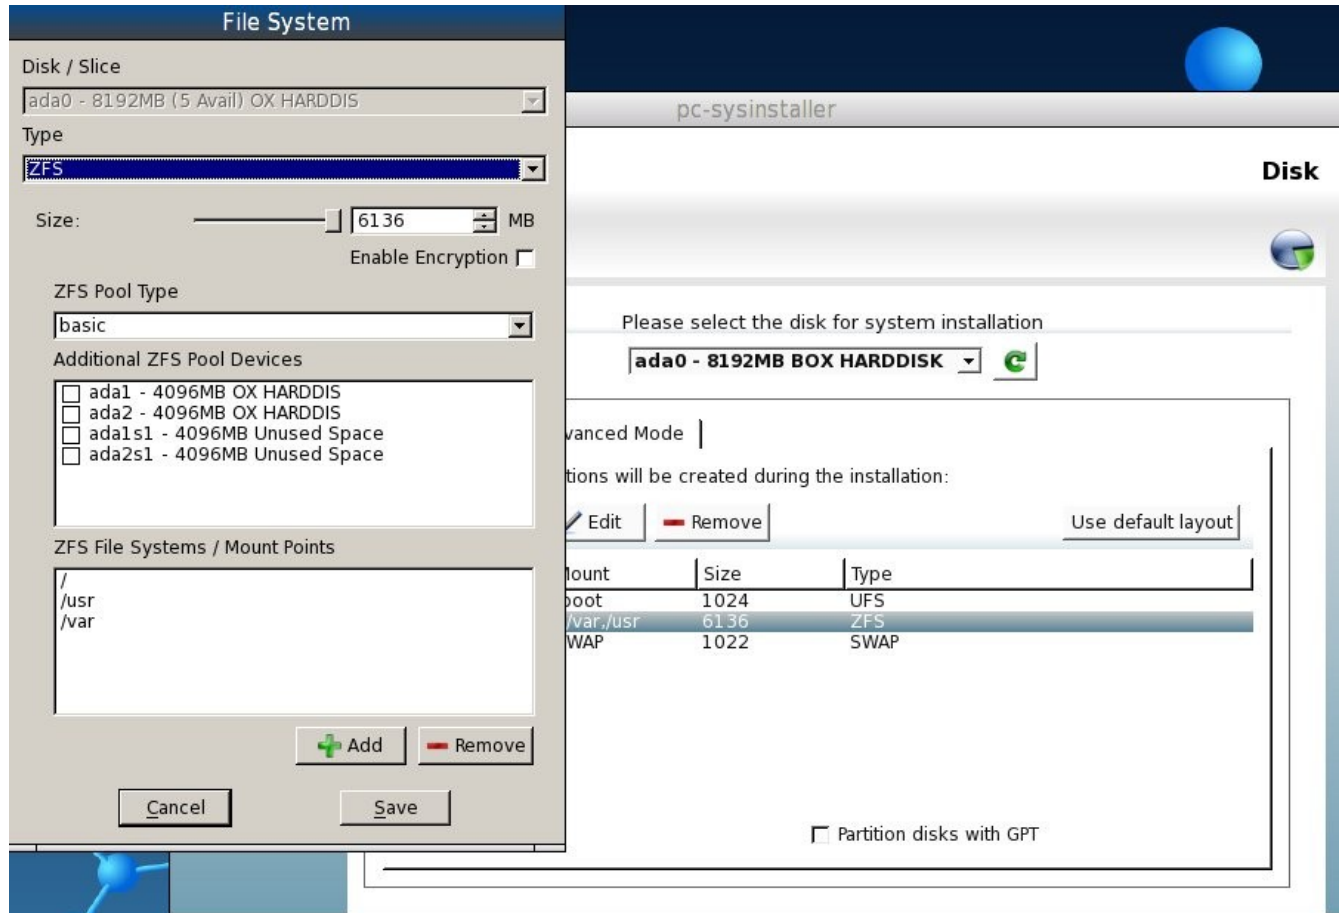 File System
Disk / Slice
ada0 - 8192MB (5 Avail) OX HARDDIS
Type
ZFS
Size:
6136
MB
Enable Encryption
ZFS Pool Type
basic
Additional ZFS Pool Devices
ada1 - 4096MB OX HARDDIS
ada2 - 4096MB OX HARDDIS
ada1s1 - 4096MB Unused Space
ada2s1 - 4096MB Unused Space
ZFS File Systems / Mount Points
/
/usr
/var
Add
Remove
Cancel
Save
pc-sysinstaller
Disk
Please select the disk for system installation
ada0 - 8192MB BOX HARDDISK
vanced Mode
tions will be created during the installation:
Edit
Remove
Use default layout
Mount Size Type
boot 1024 UFS
/var,/usr 6136 ZFS
WAP 1022 SWAP
Partition disks with GPT